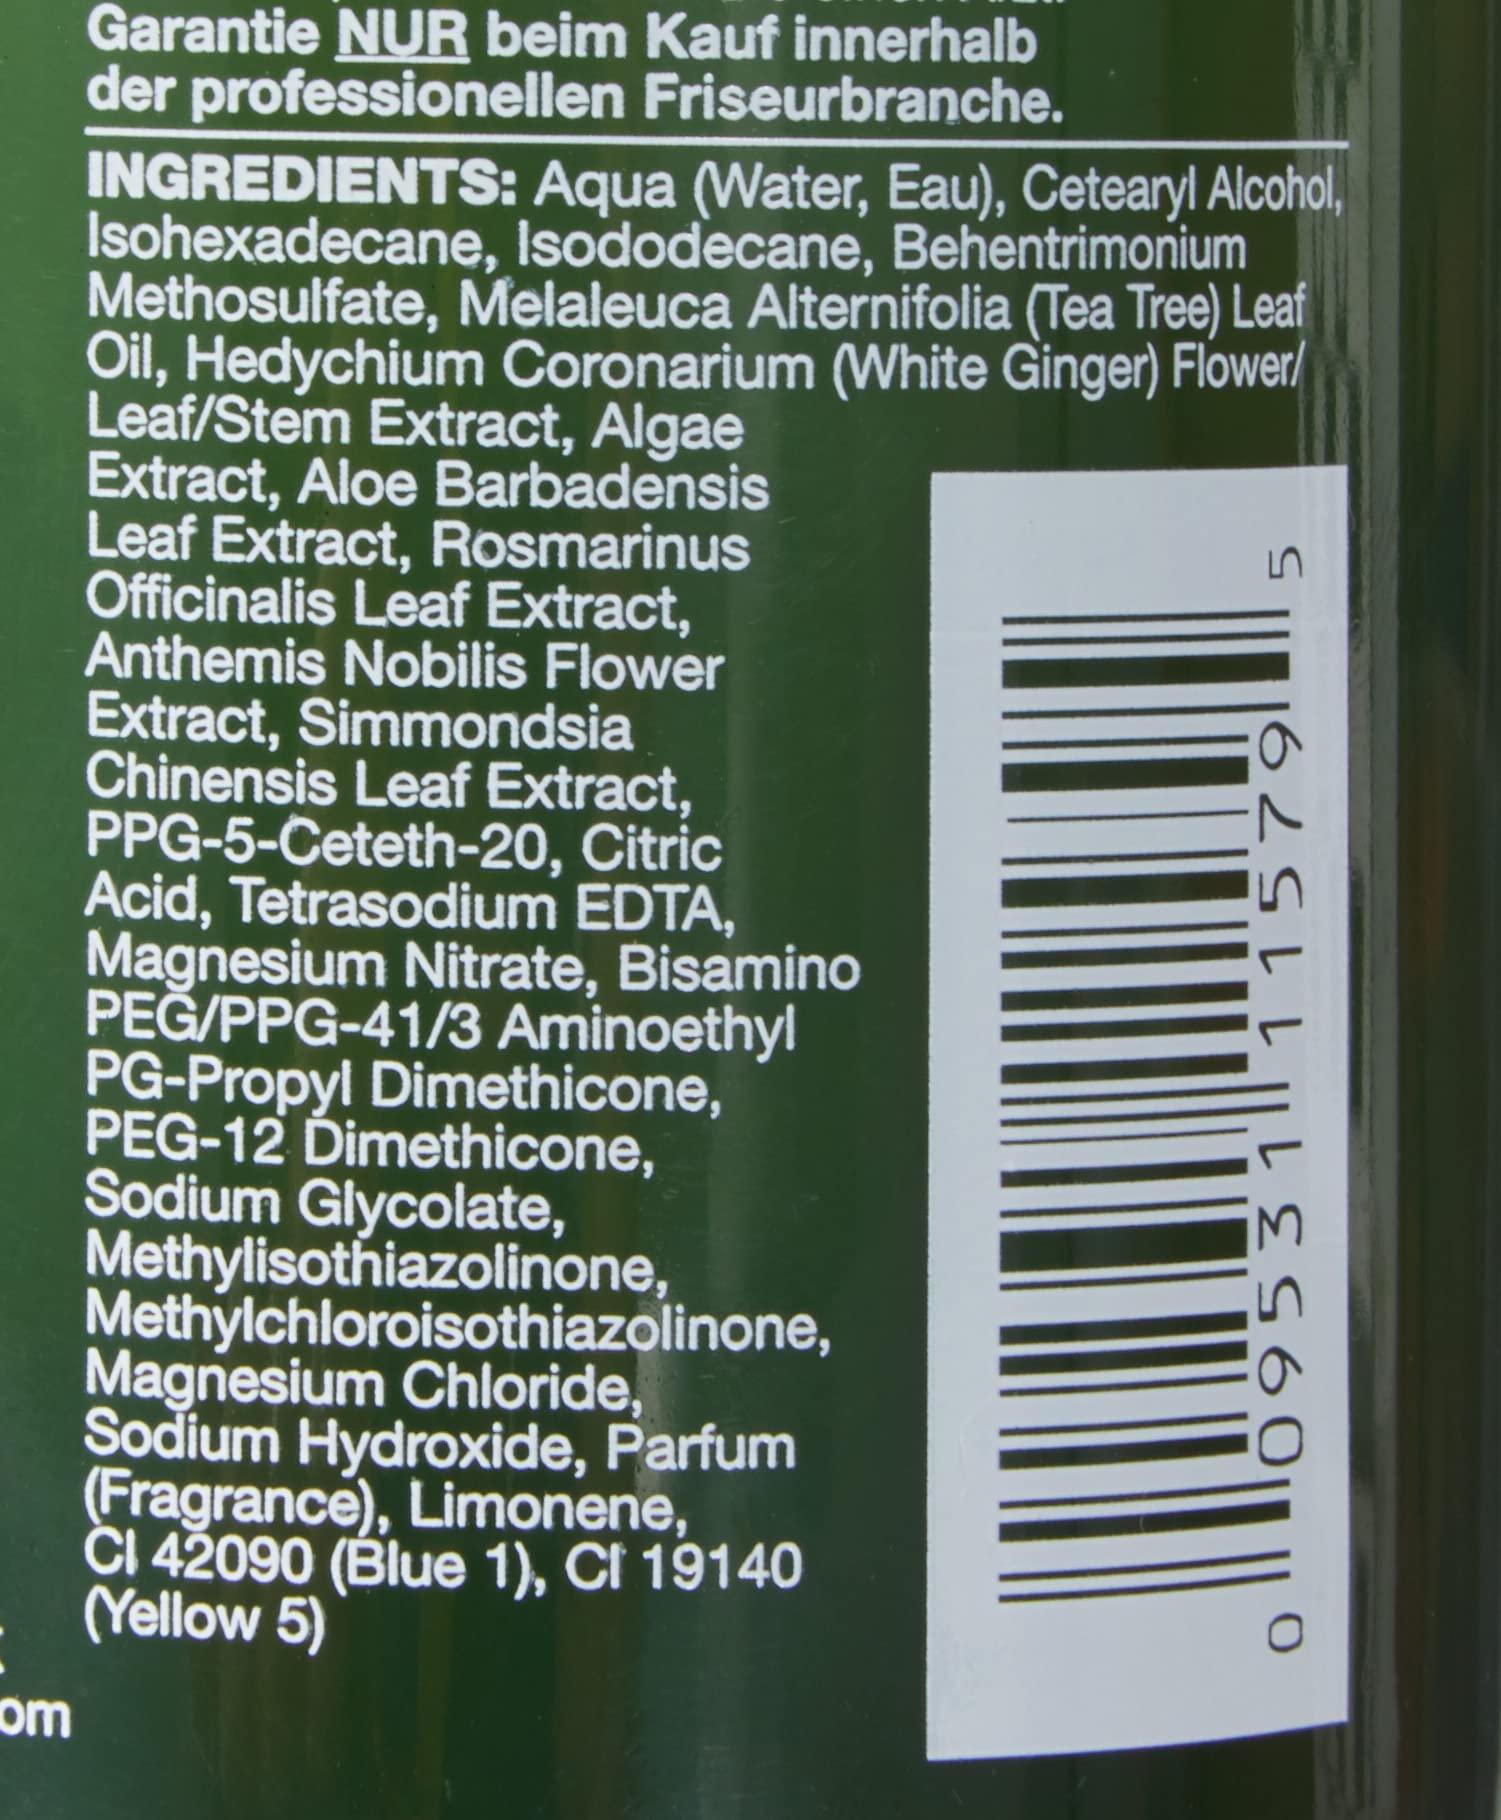 Garantie NUR beim Kauf innerhalb
der professionellen Friseurbranche.
INGREDIENTS: Aqua (Water, Eau), Cetearyl Alcohol,
Isohexadecane, Isododecane, Behentrimonium
Methosulfate, Melaleuca Alternifolia (Tea Tree) Leaf
Oil, Hedychium Coronarium (White Ginger) Flower/
Leaf/Stem Extract, Algae
Extract, Aloe Barbadensis
Leaf Extract, Rosmarinus
Officinalis Leaf Extract,
Anthemis Nobilis Flower
Extract, Simmondsia
Chinensis Leaf Extract,
PPG-5-Ceteth-20, Citric
Acid, Tetrasodium EDTA,
Magnesium Nitrate, Bisamino
PEG/PPG-41/3 Aminoethyl
PG-Propyl Dimethicone,
PEG-12 Dimethicone,
Sodium Glycolate,
Methylisothiazolinone,
Methylchloroisothiazolinone,
Magnesium Chloride,
Sodium Hydroxide, Parfum
(Fragrance), Limonene,
CI 42090 (Blue 1), CI 19140
(Yellow 5)
om
0 09531 11579 5